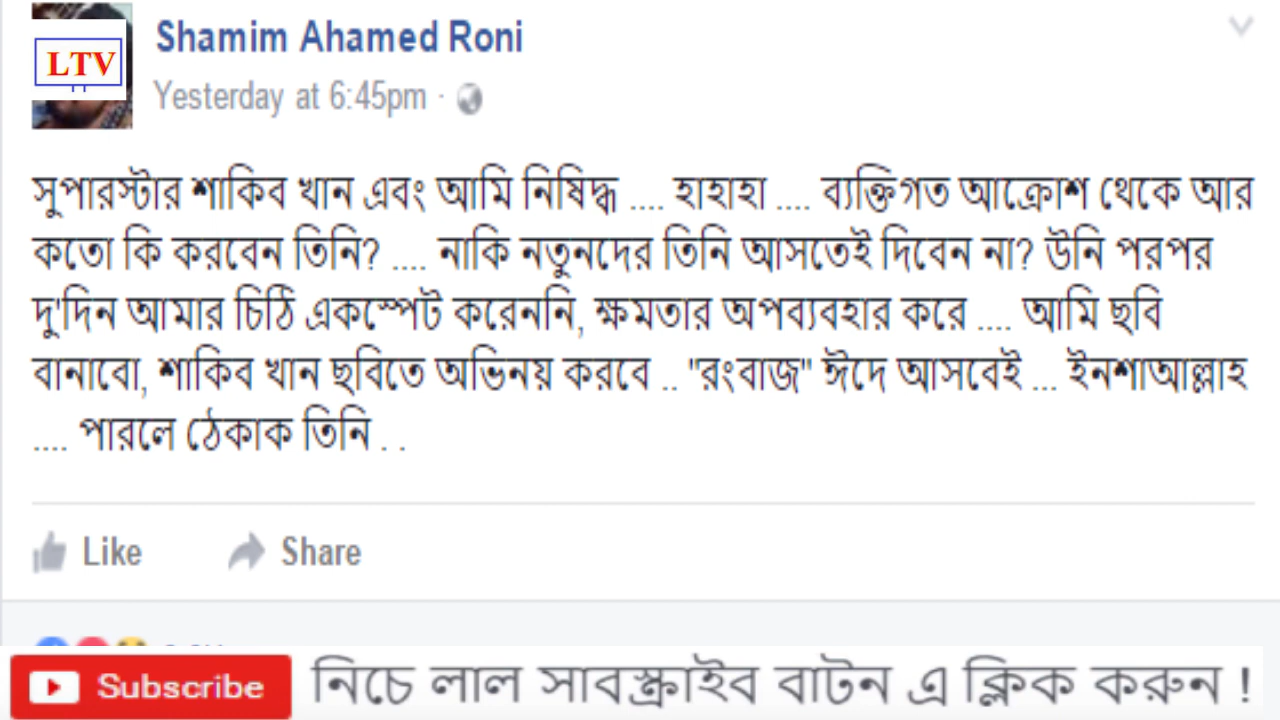 LTV
Shamim Ahamed Roni
Yesterday at 6:45pm ·
সুপারস্টার শাকিব খান এবং আমি নিষিদ্ধ .... হাহাহা .... ব্যক্তিগত আক্রোশ থেকে আর
কতো কি করবেন তিনি? .... নাকি নতুনদের তিনি আসতেই দিবেন না? উনি পরপর
দু'দিন আমার চিঠি একস্পেট করেননি, ক্ষমতার অপব্যবহার করে .... আমি ছবি
বানাবো, শাকিব খান ছবিতে অভিনয় করবে .. "রংবাজ" ঈদে আসবেই ... ইনশাআল্লাহ
.... পারলে ঠেকাক তিনি . .
Like Share
Subscribe নিচে লাল সাবস্ক্রাইব বাটন এ ক্লিক করুন !